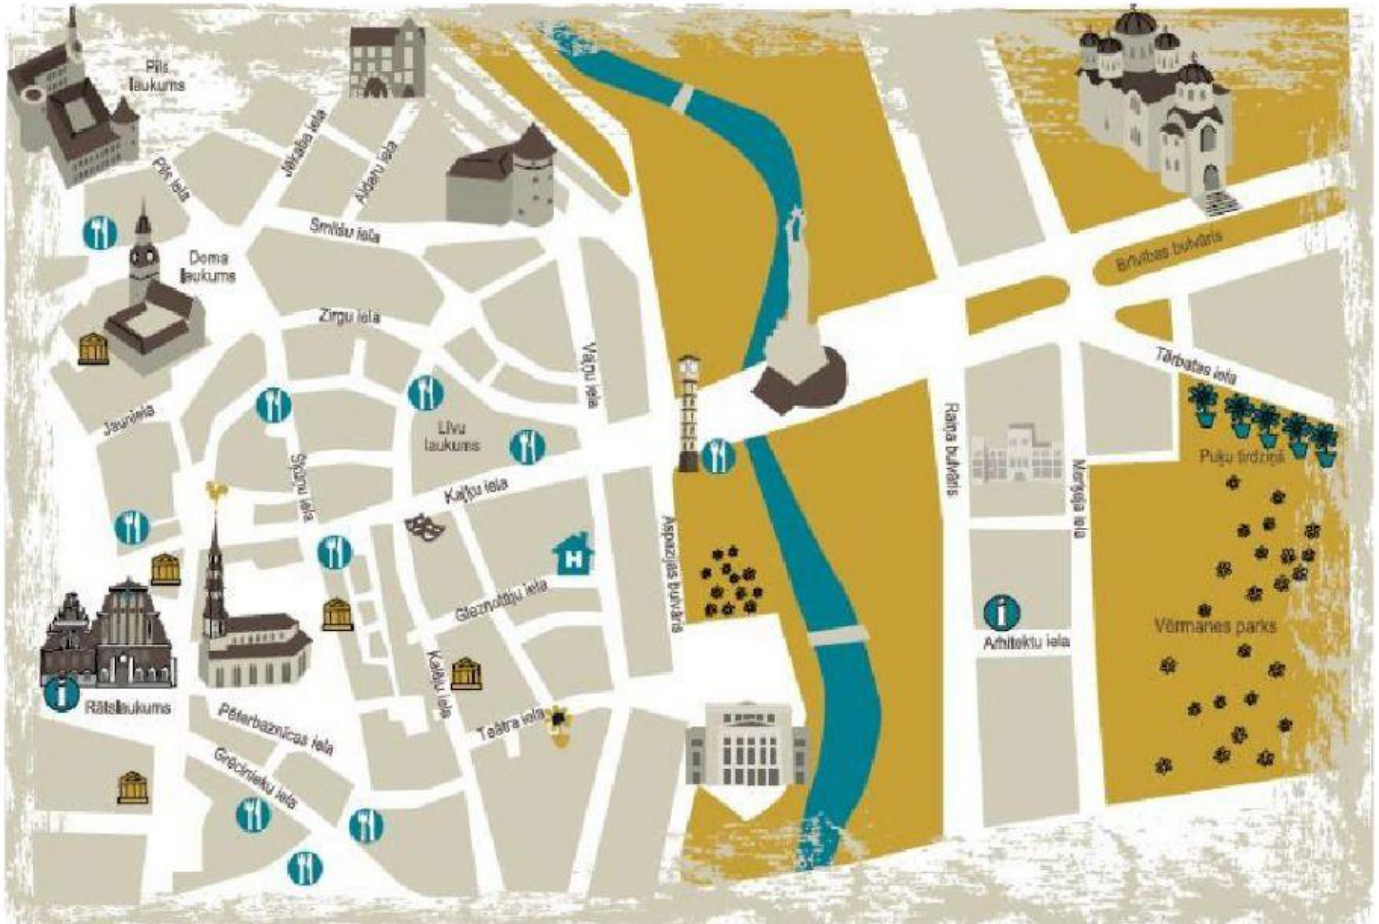 Pils
laukums
Jēkaba iela
Aldaru iela
Pils iela
Smilšu iela
Doma
laukums
Brīvības bulvāris
Zirgu iela
Vaļņu iela
Tērbatas iela
Jauniela
Līvu
laukums
Raiņa bulvāris
Puķu tirdziņš
Merķeļa iela
Šķūņu iela
Kaļķu iela
Aspazijas bulvāris
H
Gleznotāju iela
i
Arhitektu iela
Vērmanes parks
Kalēju iela
i
Rātslaukums
Teātra iela
Pēterbaznīcas iela
Grēcinieku iela